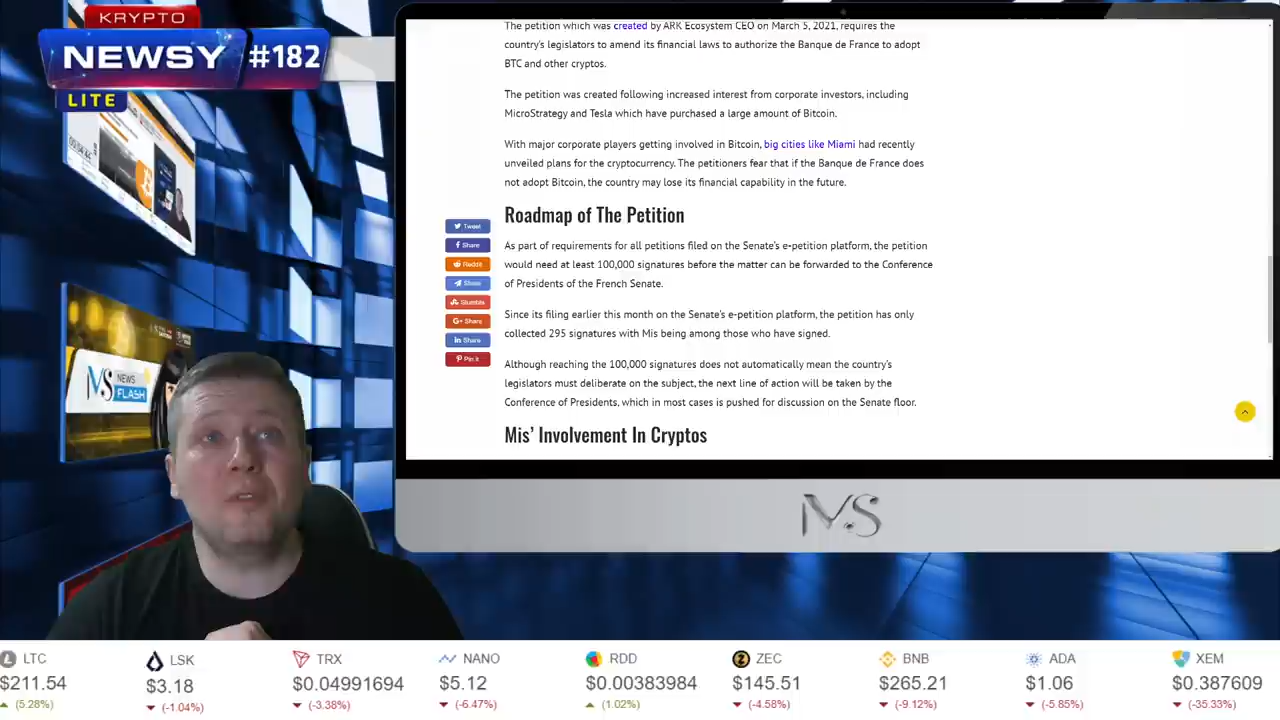 KRYPTO
NEWSY #182
LITE
The petition which was created by ARK Ecosystem CEO on March 5, 2021, requires the
country's legislators to amend its financial laws to authorize the Banque de France to adopt
BTC and other cryptos.
The petition was created following increased interest from corporate investors, including
MicroStrategy and Tesla which have purchased a large amount of Bitcoin.
With major corporate players getting involved in Bitcoin, big cities like Miami had recently
unveiled plans for the cryptocurrency. The petitioners fear that if the Banque de France does
not adopt Bitcoin, the country may lose its financial capability in the future.
Roadmap of The Petition
As part of requirements for all petitions filed on the Senate's e-petition platform, the petition
would need at least 100,000 signatures before the matter can be forwarded to the Conference
of Presidents of the French Senate.
Since its filing earlier this month on the Senate's e-petition platform, the petition has only
collected 295 signatures with Mis being among those who have signed.
Although reaching the 100,000 signatures does not automatically mean the country's
legislators must deliberate on the subject, the next line of action will be taken by the
Conference of Presidents, which in most cases is pushed for discussion on the Senate floor.
Mis' Involvement In Cryptos
Tweet
Share
Reddit
Share
Stumble
Share
Share
Pin it
MS NEWS
FLASH
MS
LTC
$211.54
(5.28%)
LSK
$3.18
(-1.04%)
TRX
$0.04991694
(-3.38%)
NANO
$5.12
(-6.47%)
RDD
$0.00383984
(1.02%)
ZEC
$145.51
(-4.58%)
BNB
$265.21
(-9.12%)
ADA
$1.06
(-5.85%)
XEM
$0.387609
(-35.33%)